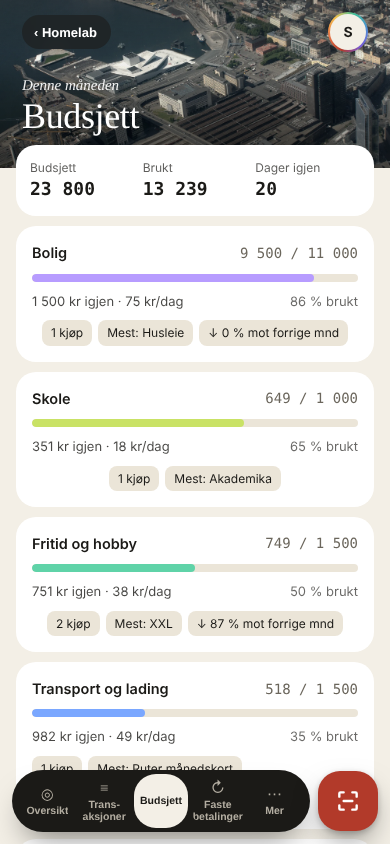 ‹ Homelab
S
Denne måneden
Budsjett
Budsjett
23 800
Brukt
13 239
Dager igjen
20
Bolig
9 500 / 11 000
1 500 kr igjen · 75 kr/dag
86 % brukt
1 kjøp
Mest: Husleie
↓ 0 % mot forrige mnd
Skole
649 / 1 000
351 kr igjen · 18 kr/dag
65 % brukt
1 kjøp
Mest: Akademika
Fritid og hobby
749 / 1 500
751 kr igjen · 38 kr/dag
50 % brukt
2 kjøp
Mest: XXL
↓ 87 % mot forrige mnd
Transport og lading
518 / 1 500
982 kr igjen · 49 kr/dag
35 % brukt
1 kjøp
Mest: Ruter månedskort
Oversikt
Trans-
aksjoner
Budsjett
Faste
betalinger
Mer